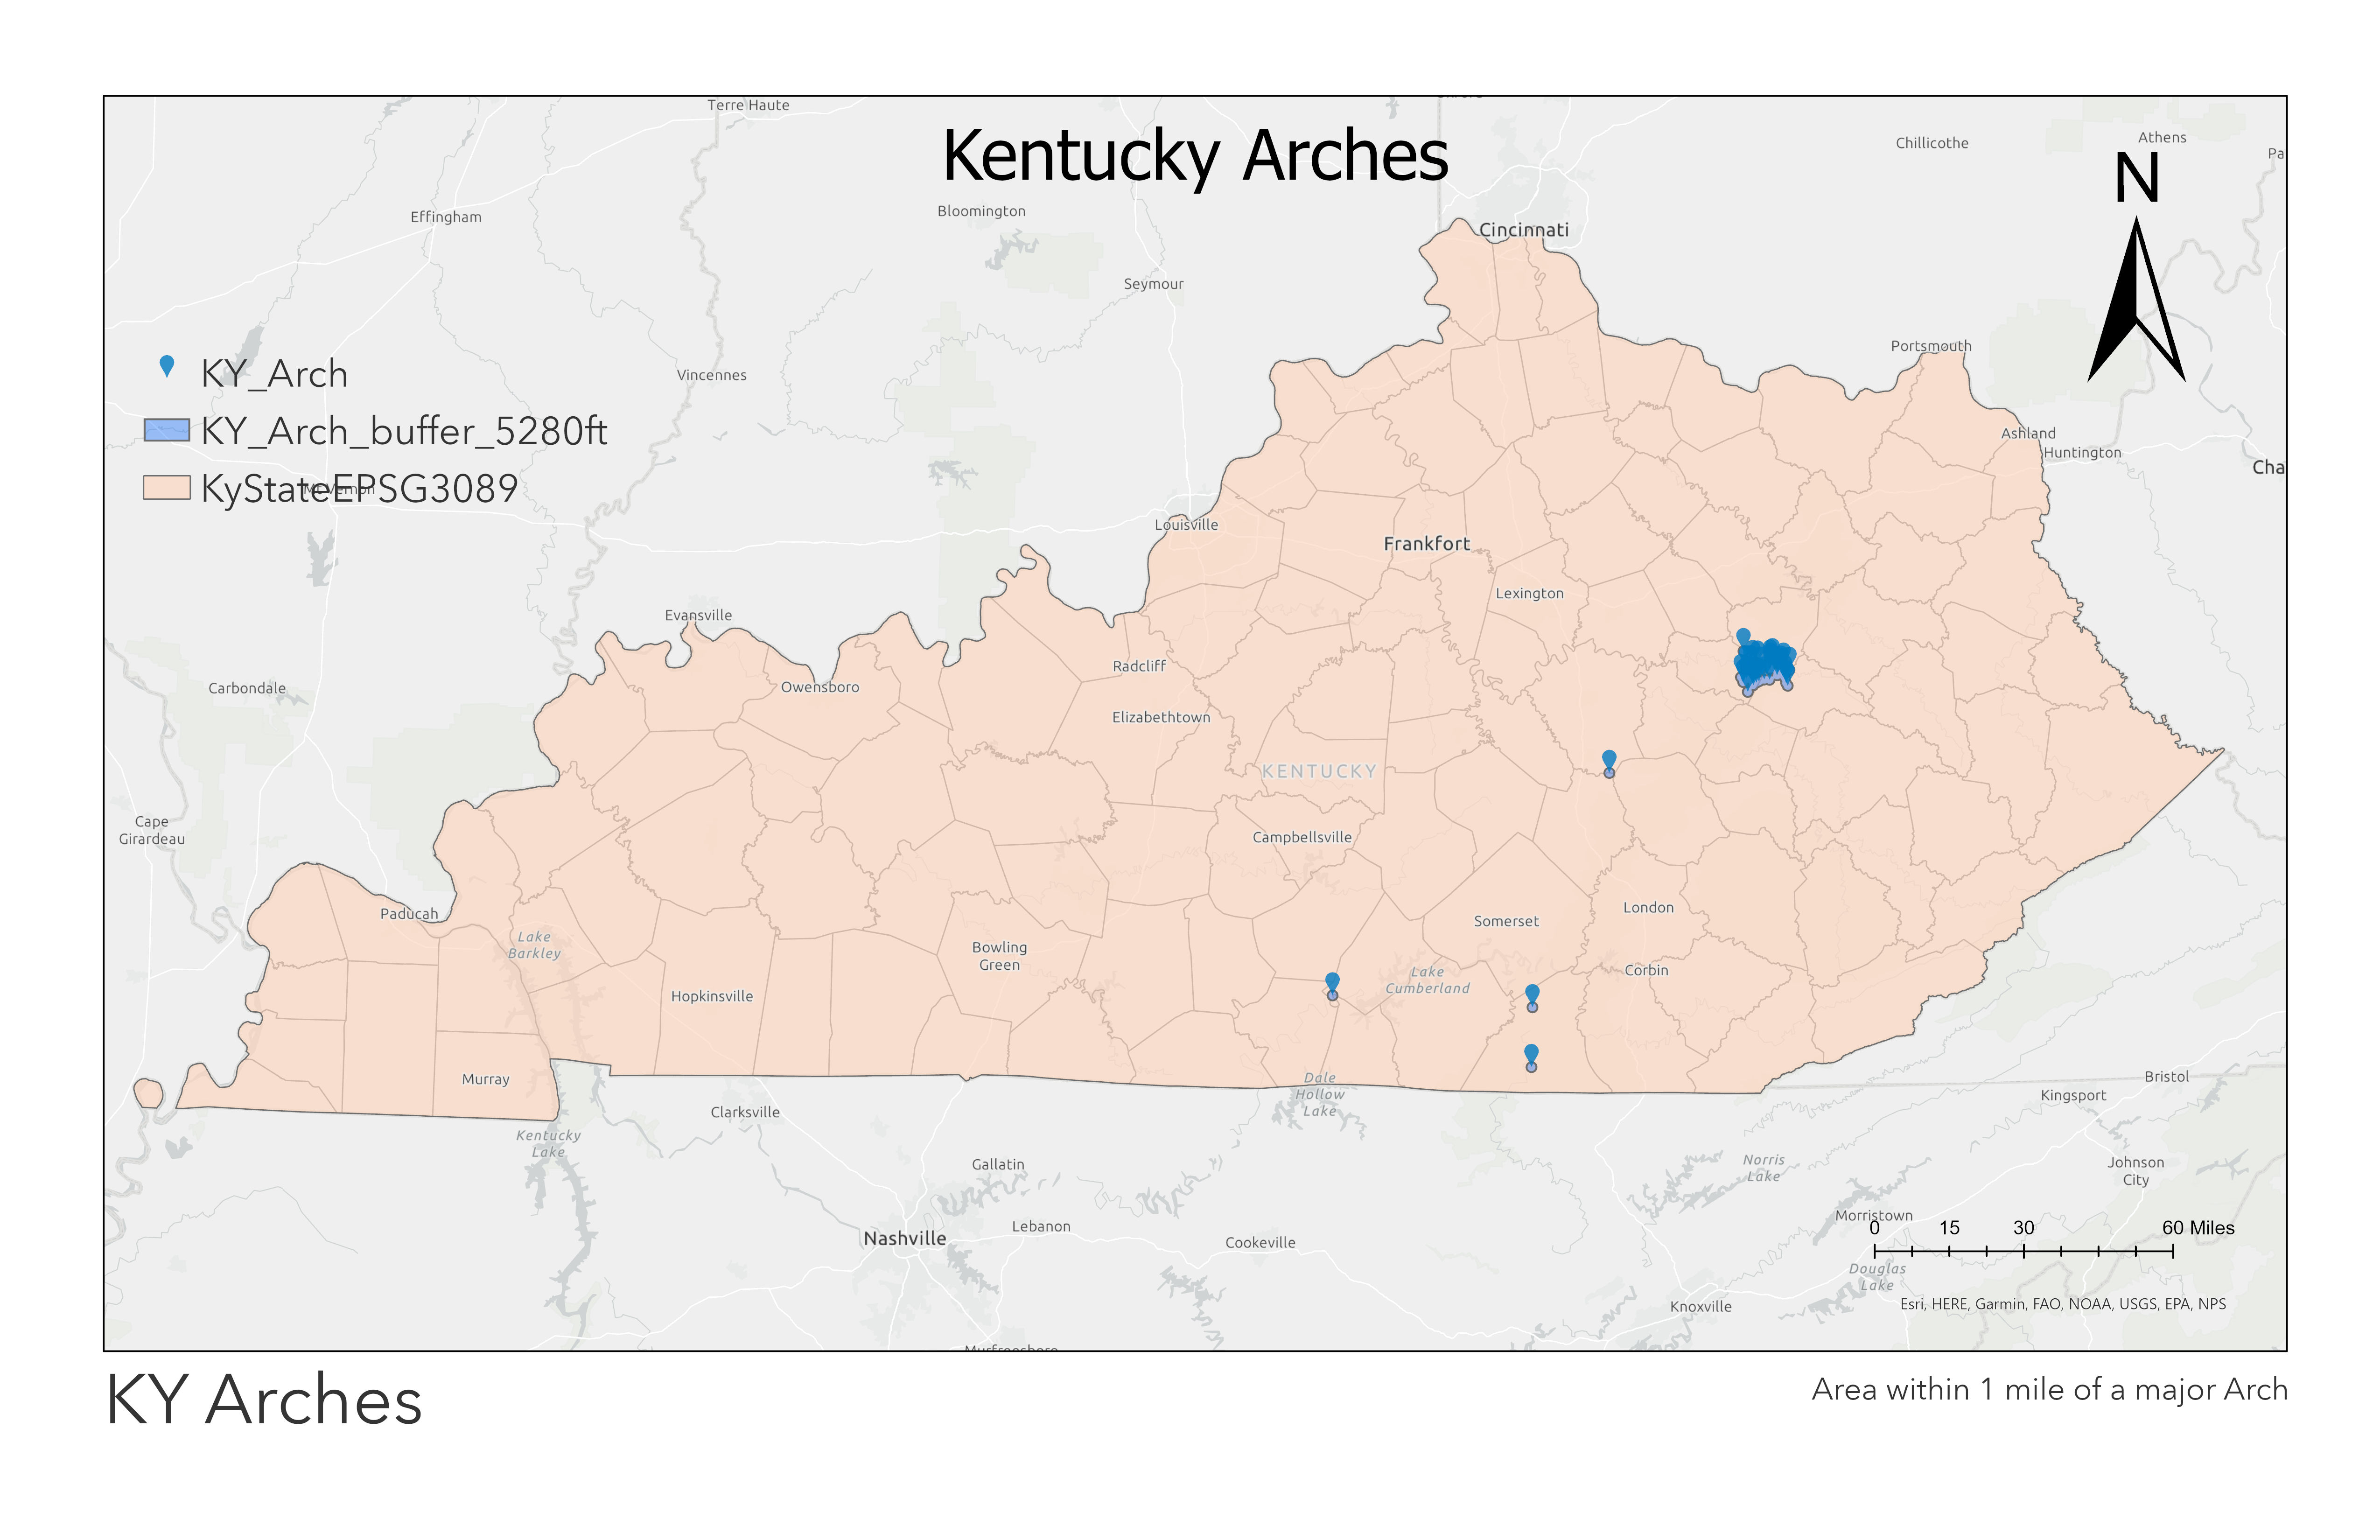 Terre Haute
Kentucky Arches
Chillicothe
Athens
Pa
N
Effingham
Bloomington
Cincinnati
Seymour
Portsmouth
KY_Arch
Vincennes
KY_Arch_buffer_5280ft
Ashland
Huntington
Cha
KyStateEPSG3089
Louisville
Frankfort
Lexington
Evansville
Radcliff
Carbondale
Owensboro
Elizabethtown
KENTUCKY
Cape
Girardeau
Campbellsville
Paducah
London
Somerset
Lake
Barkley
Bowling
Green
Lake
Cumberland
Corbin
Hopkinsville
Murray
Dale
Hollow
Lake
Bristol
Kingsport
Clarksville
Kentucky
Lake
Gallatin
Norris
Lake
Johnson
City
Morristown
0 15 30 60 Miles
Lebanon
Nashville
Cookeville
Douglas
Lake
Knoxville
Esri, HERE, Garmin, FAO, NOAA, USGS, EPA, NPS
KY Arches
Area within 1 mile of a major Arch